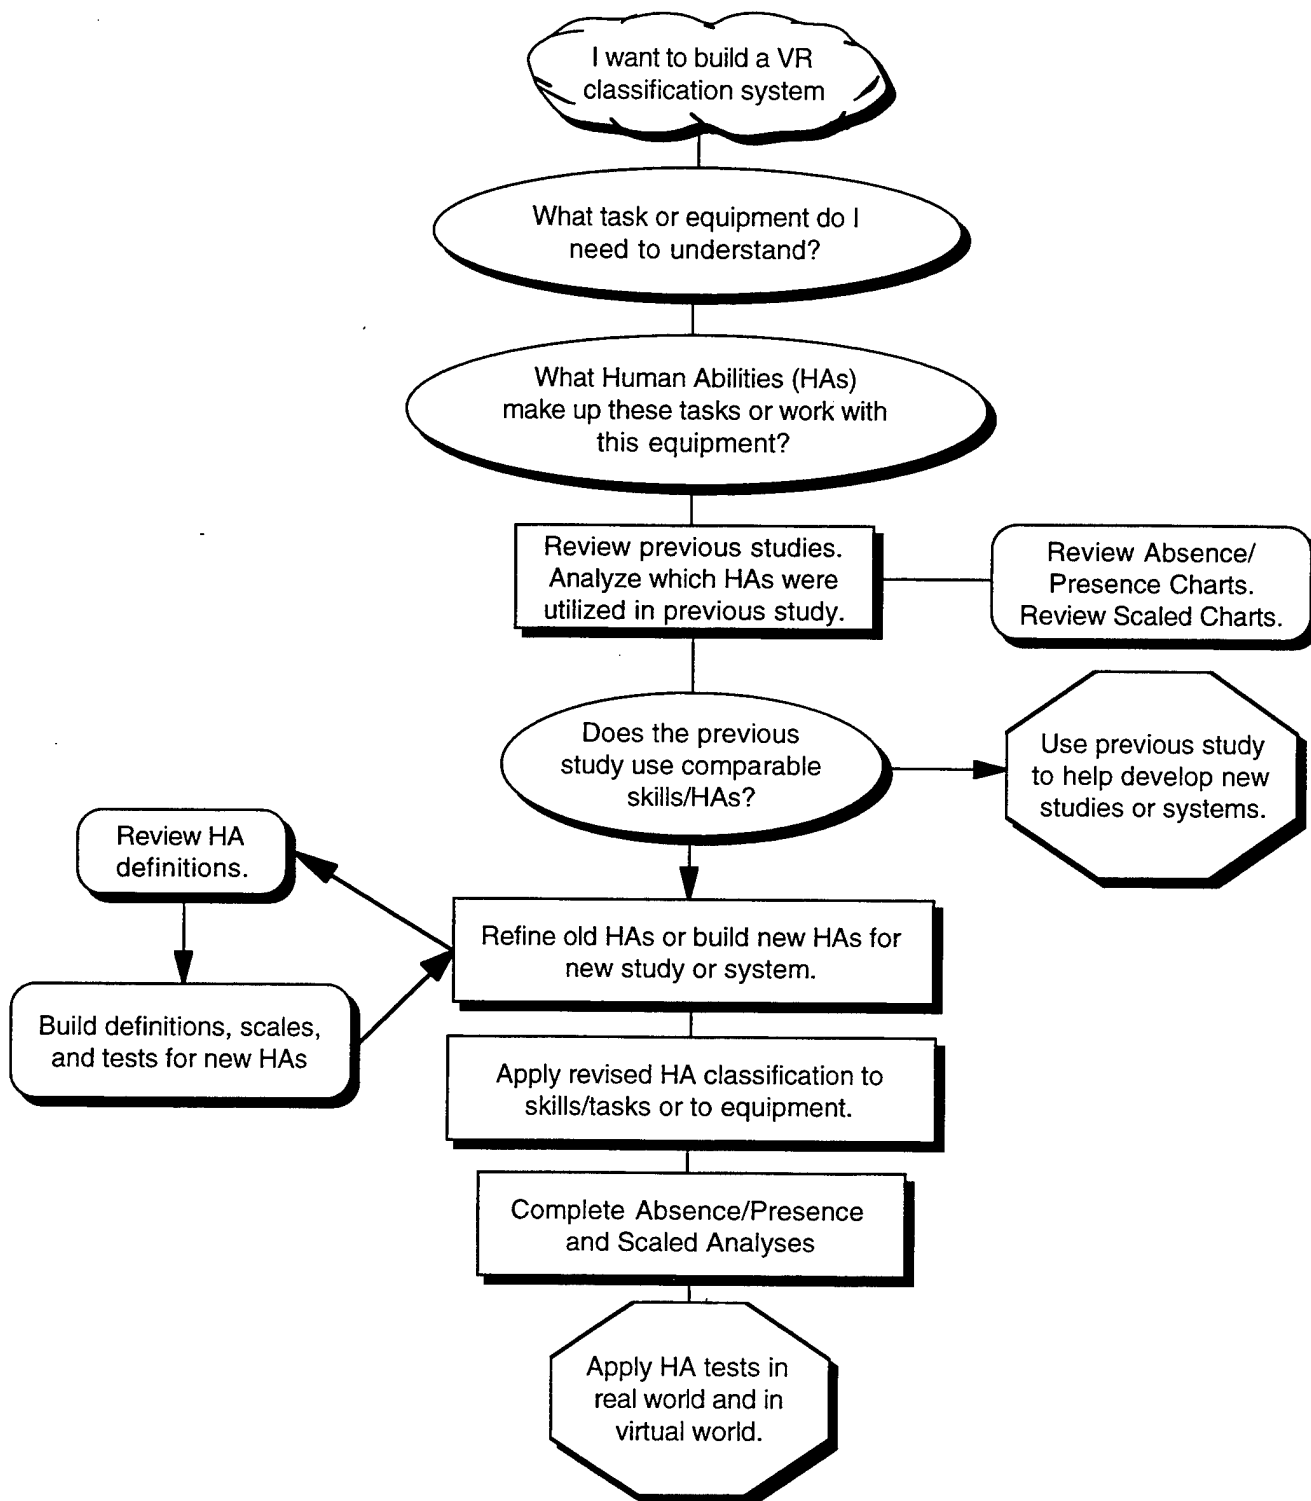 I want to build a VR
classification system
What task or equipment do I
need to understand?
What Human Abilities (HAs)
make up these tasks or work with
this equipment?
Review previous studies.
Analyze which HAs were
utilized in previous study.
Review Absence/
Presence Charts.
Review Scaled Charts.
Does the previous
study use comparable
skills/HAs?
Use previous study
to help develop new
studies or systems.
Review HA
definitions.
Refine old HAs or build new HAs for
new study or system.
Build definitions, scales,
and tests for new HAs
Apply revised HA classification to
skills/tasks or to equipment.
Complete Absence/Presence
and Scaled Analyses
Apply HA tests in
real world and in
virtual world.